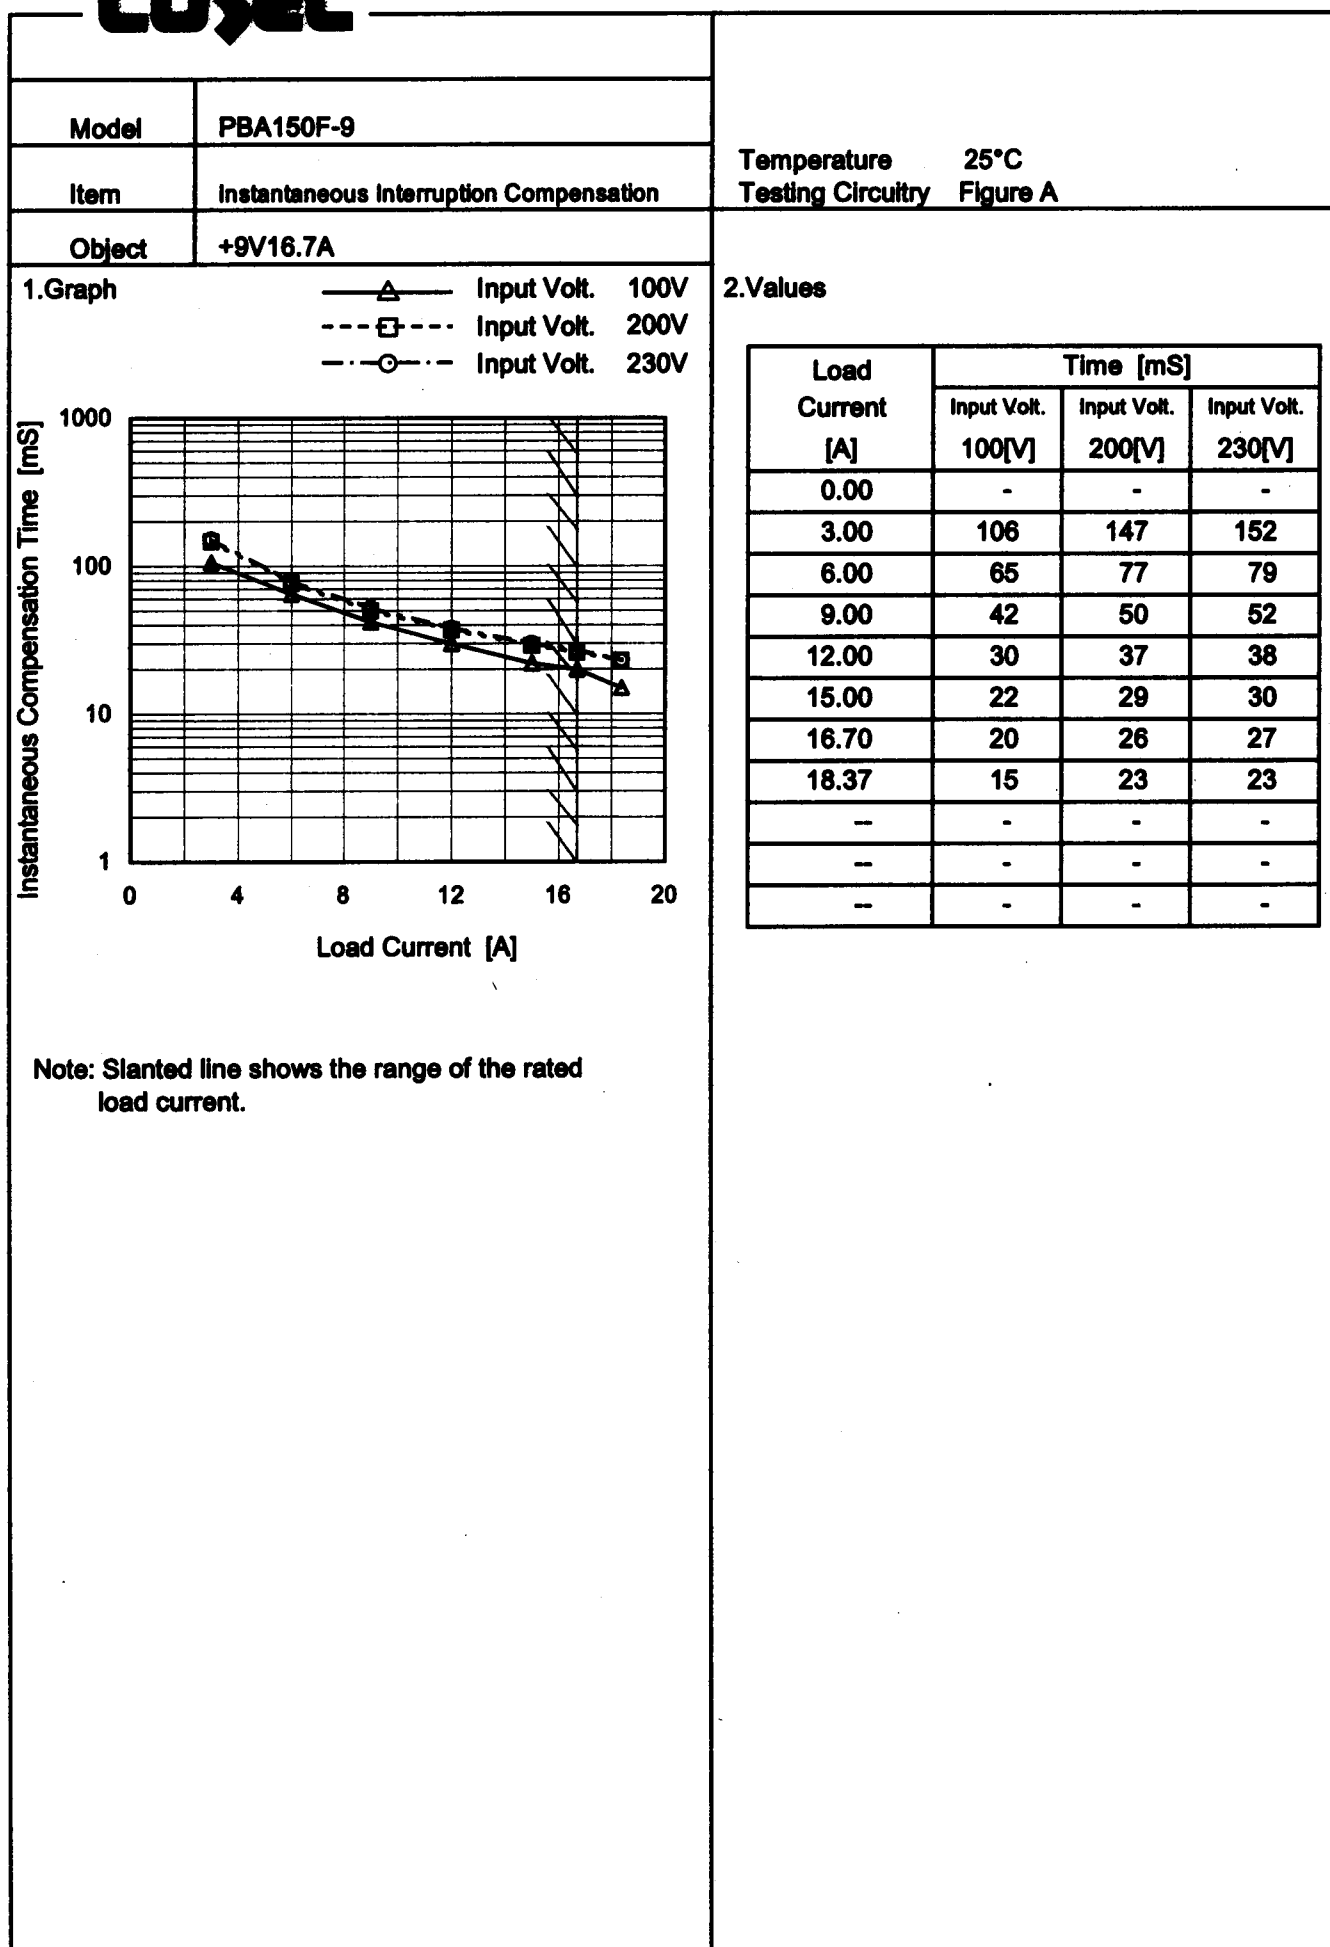 COSEL
Model PBA150F-9
Item Instantaneous Interruption Compensation
Object +9V16.7A
Temperature 25°C
Testing Circuitry Figure A
1.Graph
Input Volt. 100V
Input Volt. 200V
Input Volt. 230V
Instantaneous Compensation Time [mS]
1000
100
10
1
0 4 8 12 16 20
Load Current [A]
Note: Slanted line shows the range of the rated
load current.
2.Values
Load Time [mS]
Current Input Volt. Input Volt. Input Volt.
[A] 100[V] 200[V] 230[V]
0.00 - - -
3.00 106 147 152
6.00 65 77 79
9.00 42 50 52
12.00 30 37 38
15.00 22 29 30
16.70 20 26 27
18.37 15 23 23
-- - - -
-- - - -
-- - - -